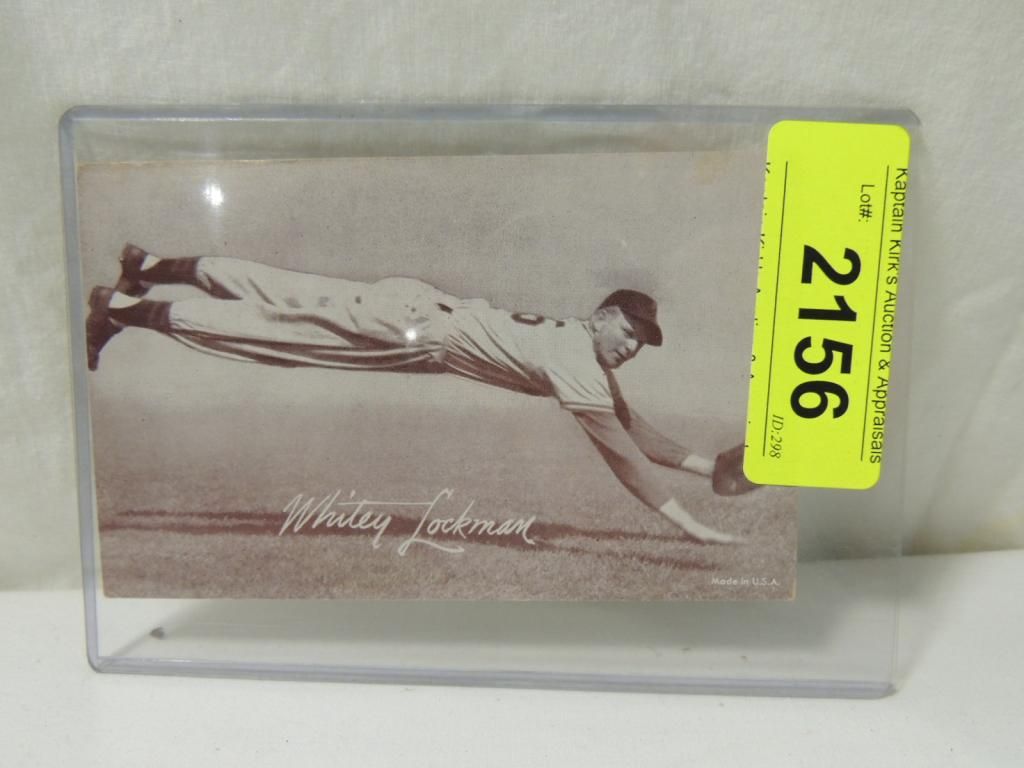 Kaptain Kirk's Auction & Appraisals
Lot#:
2156
ID:298
Whitey Lockman
Made In U.S.A.